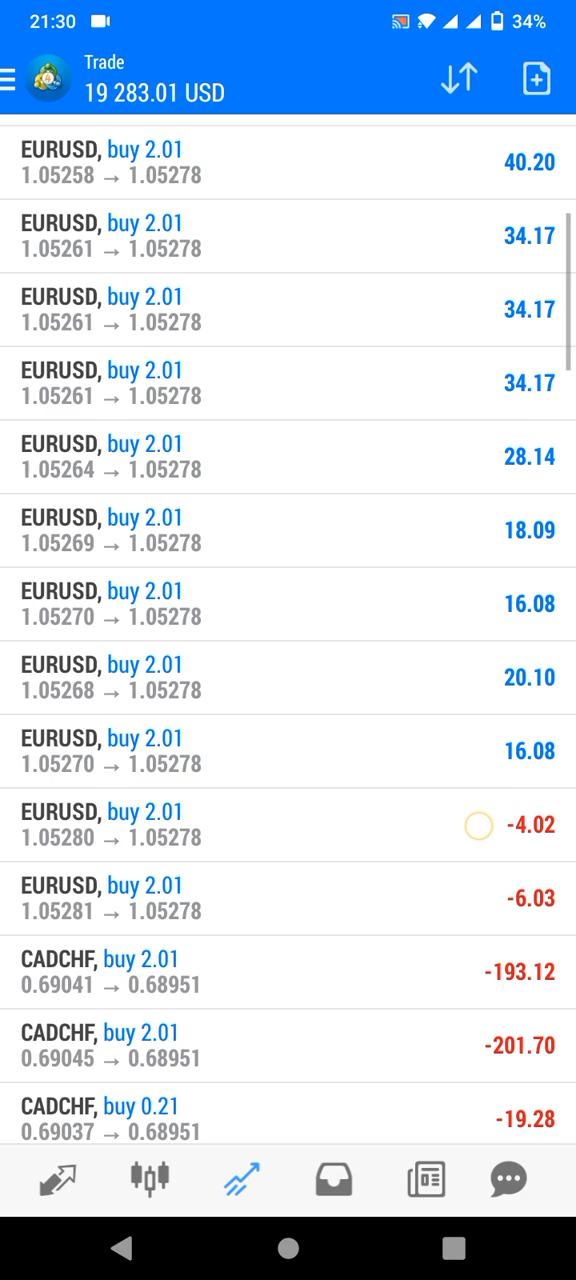 21:30
34%
Trade
19 283.01 USD
EURUSD, buy 2.01
1.05258 → 1.05278
40.20
EURUSD, buy 2.01
1.05261 → 1.05278
34.17
EURUSD, buy 2.01
1.05261 → 1.05278
34.17
EURUSD, buy 2.01
1.05261 → 1.05278
34.17
EURUSD, buy 2.01
1.05264 → 1.05278
28.14
EURUSD, buy 2.01
1.05269 → 1.05278
18.09
EURUSD, buy 2.01
1.05270 → 1.05278
16.08
EURUSD, buy 2.01
1.05268 → 1.05278
20.10
EURUSD, buy 2.01
1.05270 → 1.05278
16.08
EURUSD, buy 2.01
1.05280 → 1.05278
-4.02
EURUSD, buy 2.01
1.05281 → 1.05278
-6.03
CADCHF, buy 2.01
0.69041 → 0.68951
-193.12
CADCHF, buy 2.01
0.69045 → 0.68951
-201.70
CADCHF, buy 0.21
0.69037 → 0.68951
-19.28